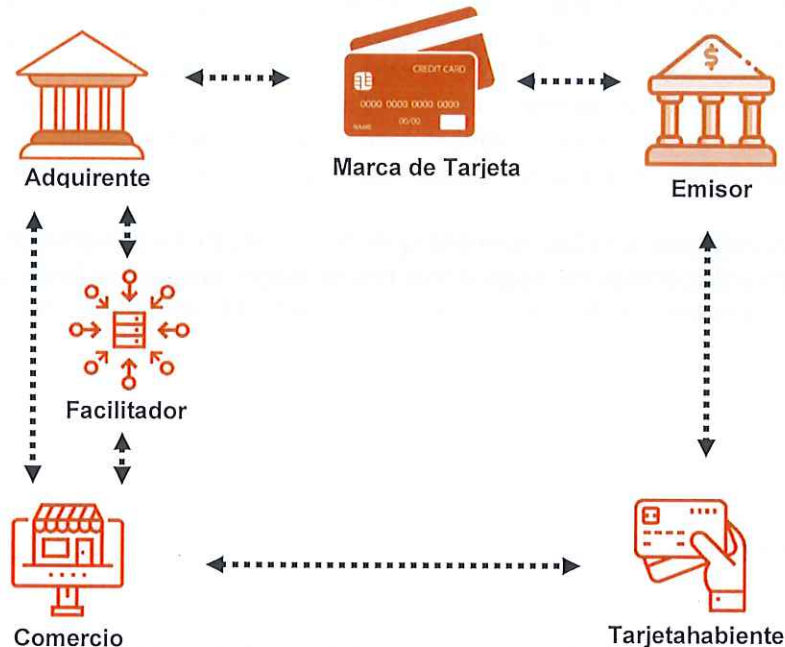 CREDIT CARD
0000 0000 0000 0000
00/00
NAME
$
Adquirente
Marca de Tarjeta
Emisor
Facilitador
Comercio
Tarjetahabiente